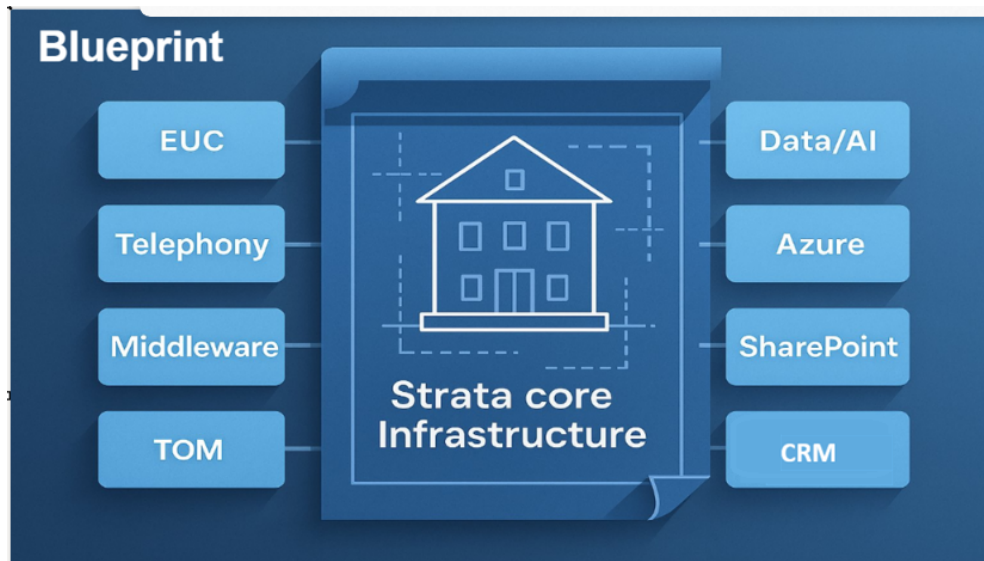 Blueprint
EUC
Telephony
Middleware
TOM
Strata core
Infrastructure
Data/AI
Azure
SharePoint
CRM